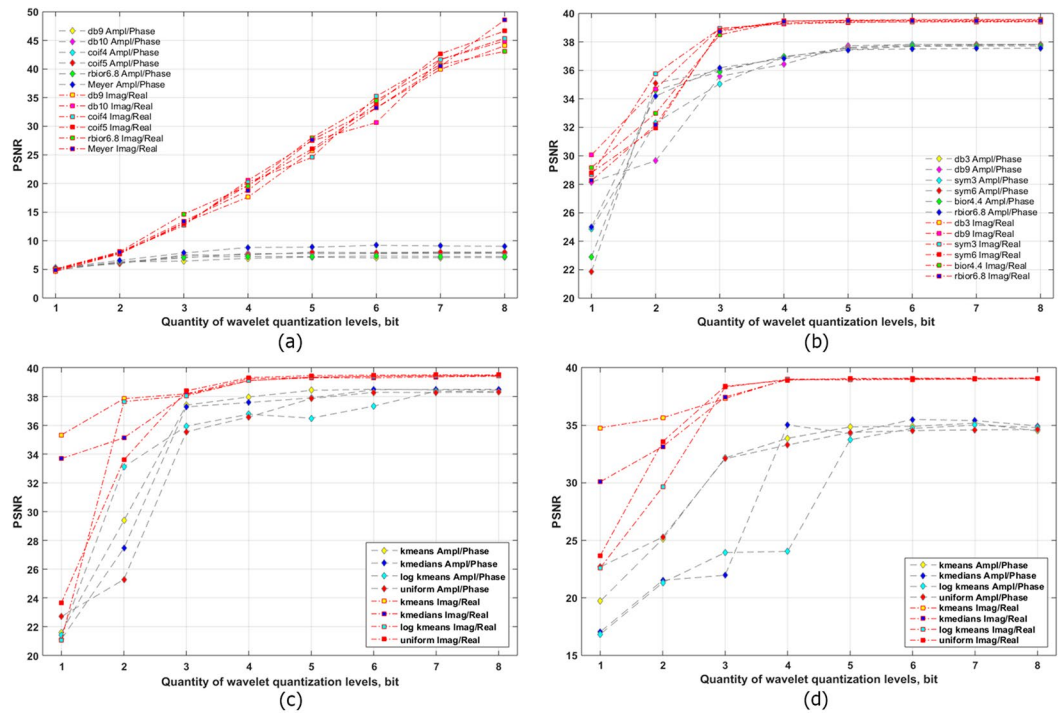 PSNR
50
45
40
35
30
25
20
15
10
5
0
db9 Ampl/Phase
db10 Ampl/Phase
coif4 Ampl/Phase
coif5 Ampl/Phase
rbior6.8 Ampl/Phase
Meyer Ampl/Phase
db9 Imag/Real
db10 Imag/Real
coif4 Imag/Real
coif5 Imag/Real
rbior6.8 Imag/Real
Meyer Imag/Real
1 2 3 4 5 6 7 8
Quantity of wavelet quantization levels, bit
(a)
PSNR
40
38
36
34
32
30
28
26
24
22
20
db3 Ampl/Phase
db9 Ampl/Phase
sym3 Ampl/Phase
sym6 Ampl/Phase
bior4.4 Ampl/Phase
rbior6.8 Ampl/Phase
db3 Imag/Real
db9 Imag/Real
sym3 Imag/Real
sym6 Imag/Real
bior4.4 Imag/Real
rbior6.8 Imag/Real
1 2 3 4 5 6 7 8
Quantity of wavelet quantization levels, bit
(b)
PSNR
40
38
36
34
32
30
28
26
24
22
20
kmeans Ampl/Phase
kmedians Ampl/Phase
log kmeans Ampl/Phase
uniform Ampl/Phase
kmeans Imag/Real
kmedians Imag/Real
log kmeans Imag/Real
uniform Imag/Real
1 2 3 4 5 6 7 8
Quantity of wavelet quantization levels, bit
(c)
PSNR
40
35
30
25
20
15
kmeans Ampl/Phase
kmedians Ampl/Phase
log kmeans Ampl/Phase
uniform Ampl/Phase
kmeans Imag/Real
kmedians Imag/Real
log kmeans Imag/Real
uniform Imag/Real
1 2 3 4 5 6 7 8
Quantity of wavelet quantization levels, bit
(d)